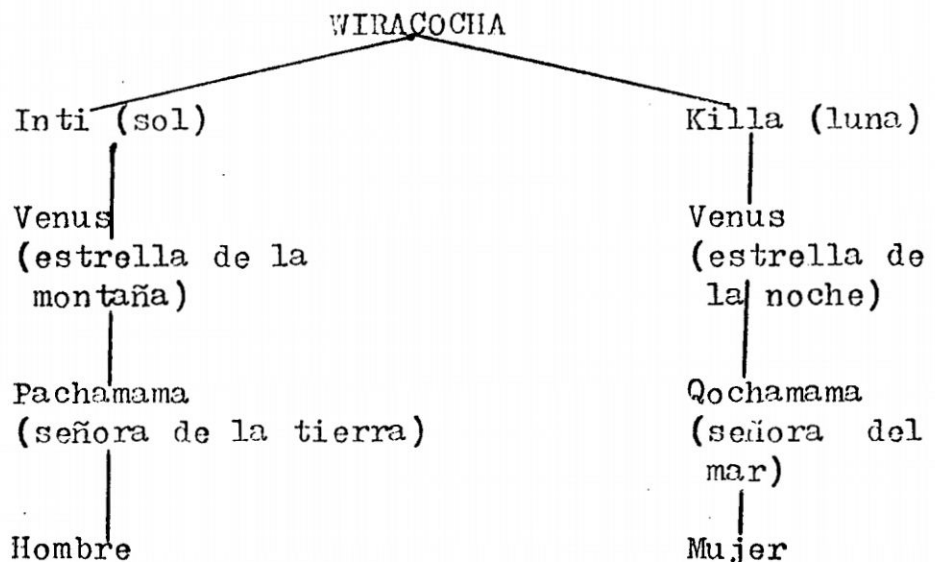 WIRACOCHA
Inti (sol)
Killa (luna)
Venus
(estrella de la
montaña)
Venus
(estrella de
la noche)
Pachamama
(señora de la tierra)
Qochamama
(señora del
mar)
Hombre
Mujer